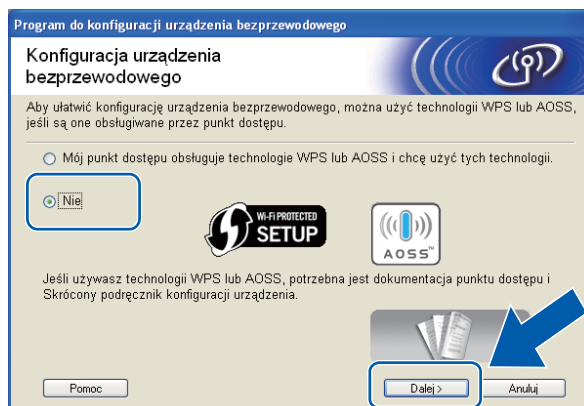 Program do konfiguracji urządzenia bezprzewodowego
Konfiguracja urządzenia
bezprzewodowego
Aby ułatwić konfigurację urządzenia bezprzewodowego, można użyć technologii WPS lub AOSS,
jeśli są one obsługiwane przez punkt dostępu.
Mój punkt dostępu obsługuje technologie WPS lub AOSS i chcę użyć tych technologii.
Nie
Wi-Fi PROTECTED
SETUP
AOSS™
Jeśli używasz technologii WPS lub AOSS, potrzebna jest dokumentacja punktu dostępu i
Skrócony podręcznik konfiguracji urządzenia.
Pomoc
Dalej >
Anuluj